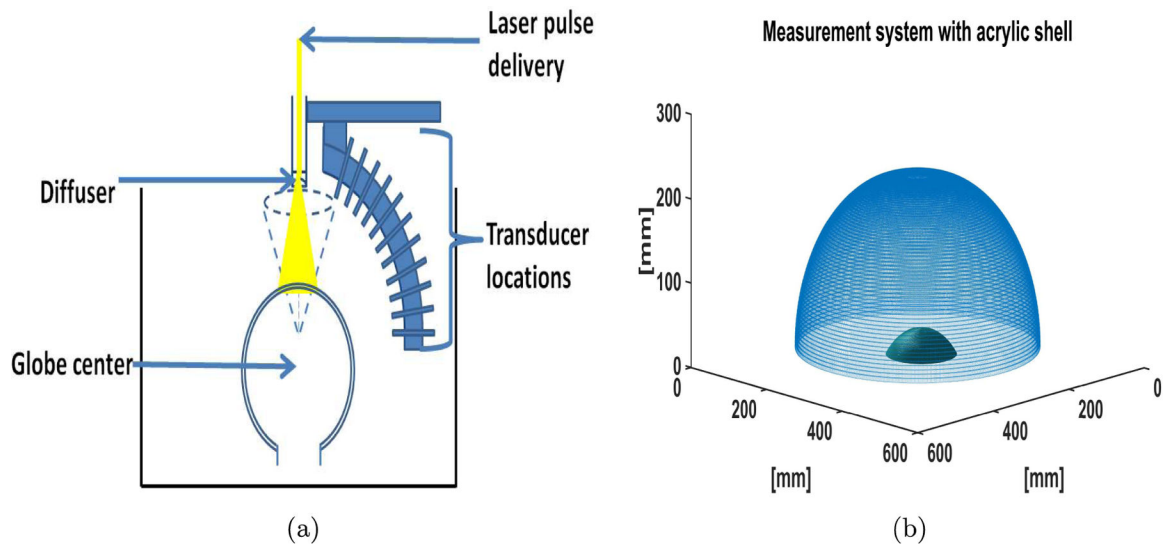 Laser pulse
delivery
Diffuser
Transducer
locations
Globe center
(a)
Measurement system with acrylic shell
300
200
100
0
[mm]
0
200
400
600
[mm]
600
400
200
0
[mm]
(b)